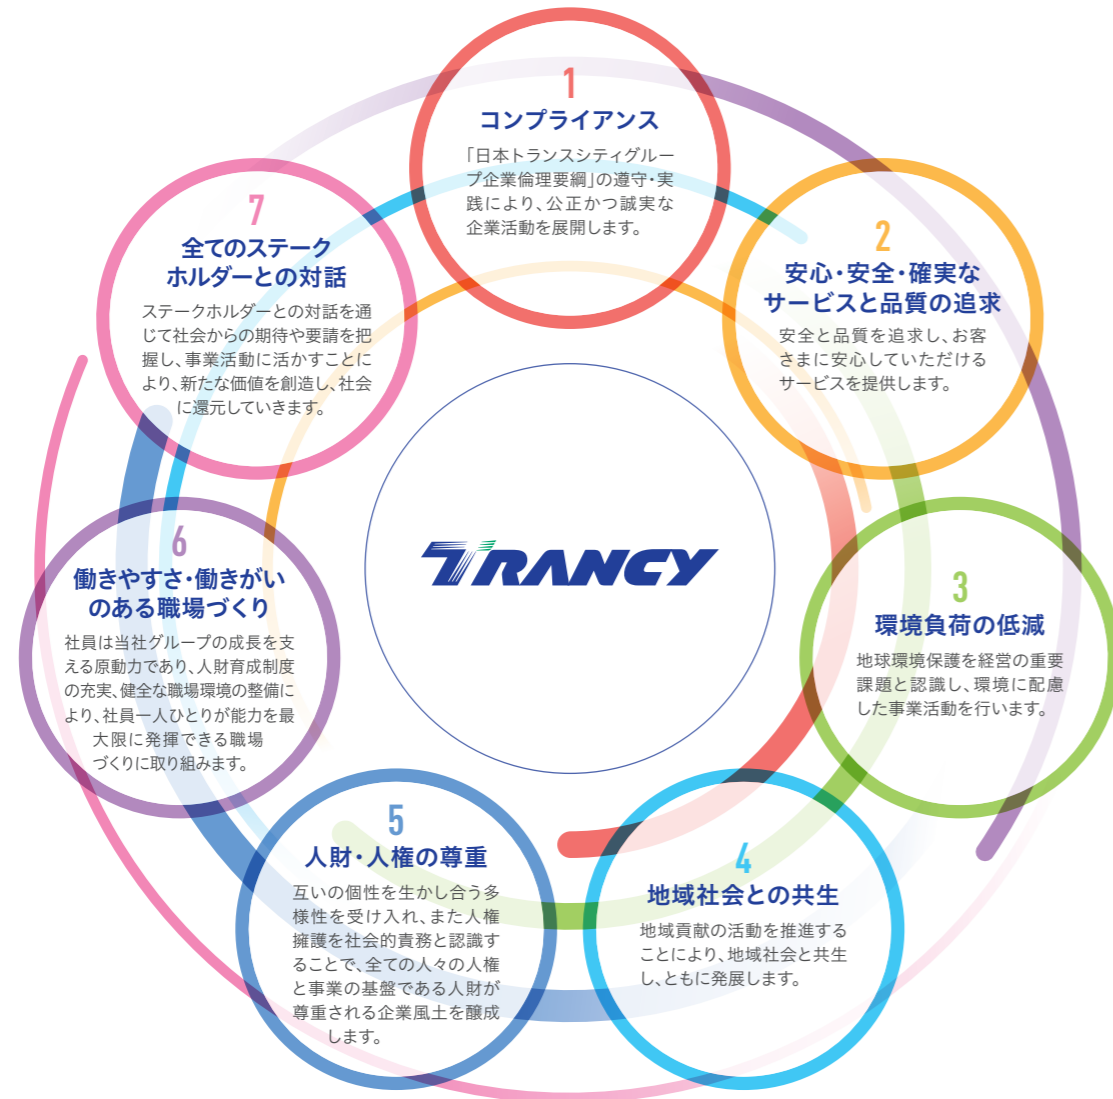 1
コンプライアンス
「日本トランスシティグルー
プ企業倫理要綱」の遵守・実
践により、公正かつ誠実な
企業活動を展開します。
2
安心・安全・確実な
サービスと品質の追求
安全と品質を追求し、お客
さまに安心していただける
サービスを提供します。
3
環境負荷の低減
地球環境保護を経営の重要
課題と認識し、環境に配慮
した事業活動を行います。
4
地域社会との共生
地域貢献の活動を推進する
ことにより、地域社会と共生
し、ともに発展します。
5
人財・人権の尊重
互いの個性を生かし合う多
様性を受け入れ、また人権
擁護を社会的責務と認識す
ることで、全ての人々の人権
と事業の基盤である人財が
尊重される企業風土を醸成
します。
6
働きやすさ・働きがい
のある職場づくり
社員は当社グループの成長を支
える原動力であり、人財育成制度
の充実、健全な職場環境の整備に
より、社員一人ひとりが能力を最
大限に発揮できる職場
づくりに取り組みます。
7
全てのステーク
ホルダーとの対話
ステークホルダーとの対話を通
じて社会からの期待や要請を把
握し、事業活動に活かすことに
より、新たな価値を創造し、社会
に還元していきます。
TRANCY